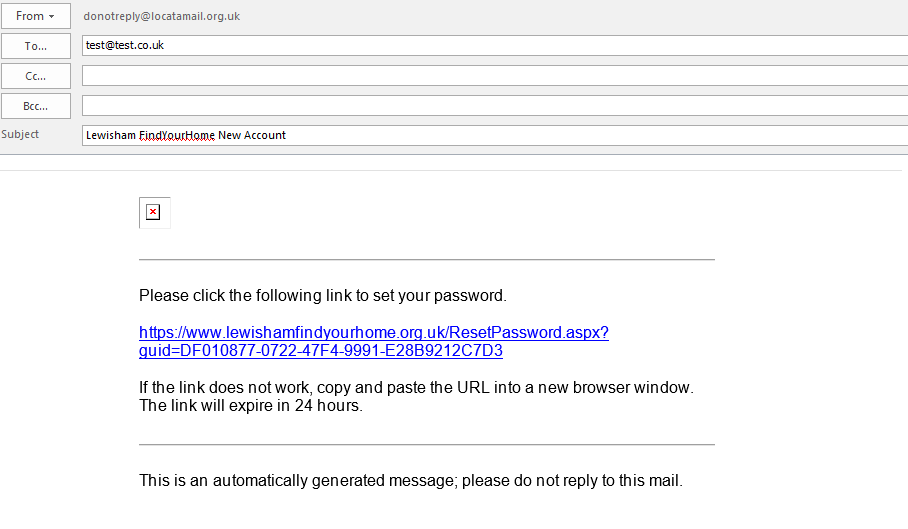 From
donotreply@locatamail.org.uk
To...
test@test.co.uk
Cc...
Bcc...
Subject
Lewisham FindYourHome New Account
Please click the following link to set your password.
https://www.lewishamfindyourhome.org.uk/ResetPassword.aspx?
guid=DF010877-0722-47F4-9991-E28B9212C7D3
If the link does not work, copy and paste the URL into a new browser window.
The link will expire in 24 hours.
This is an automatically generated message; please do not reply to this mail.